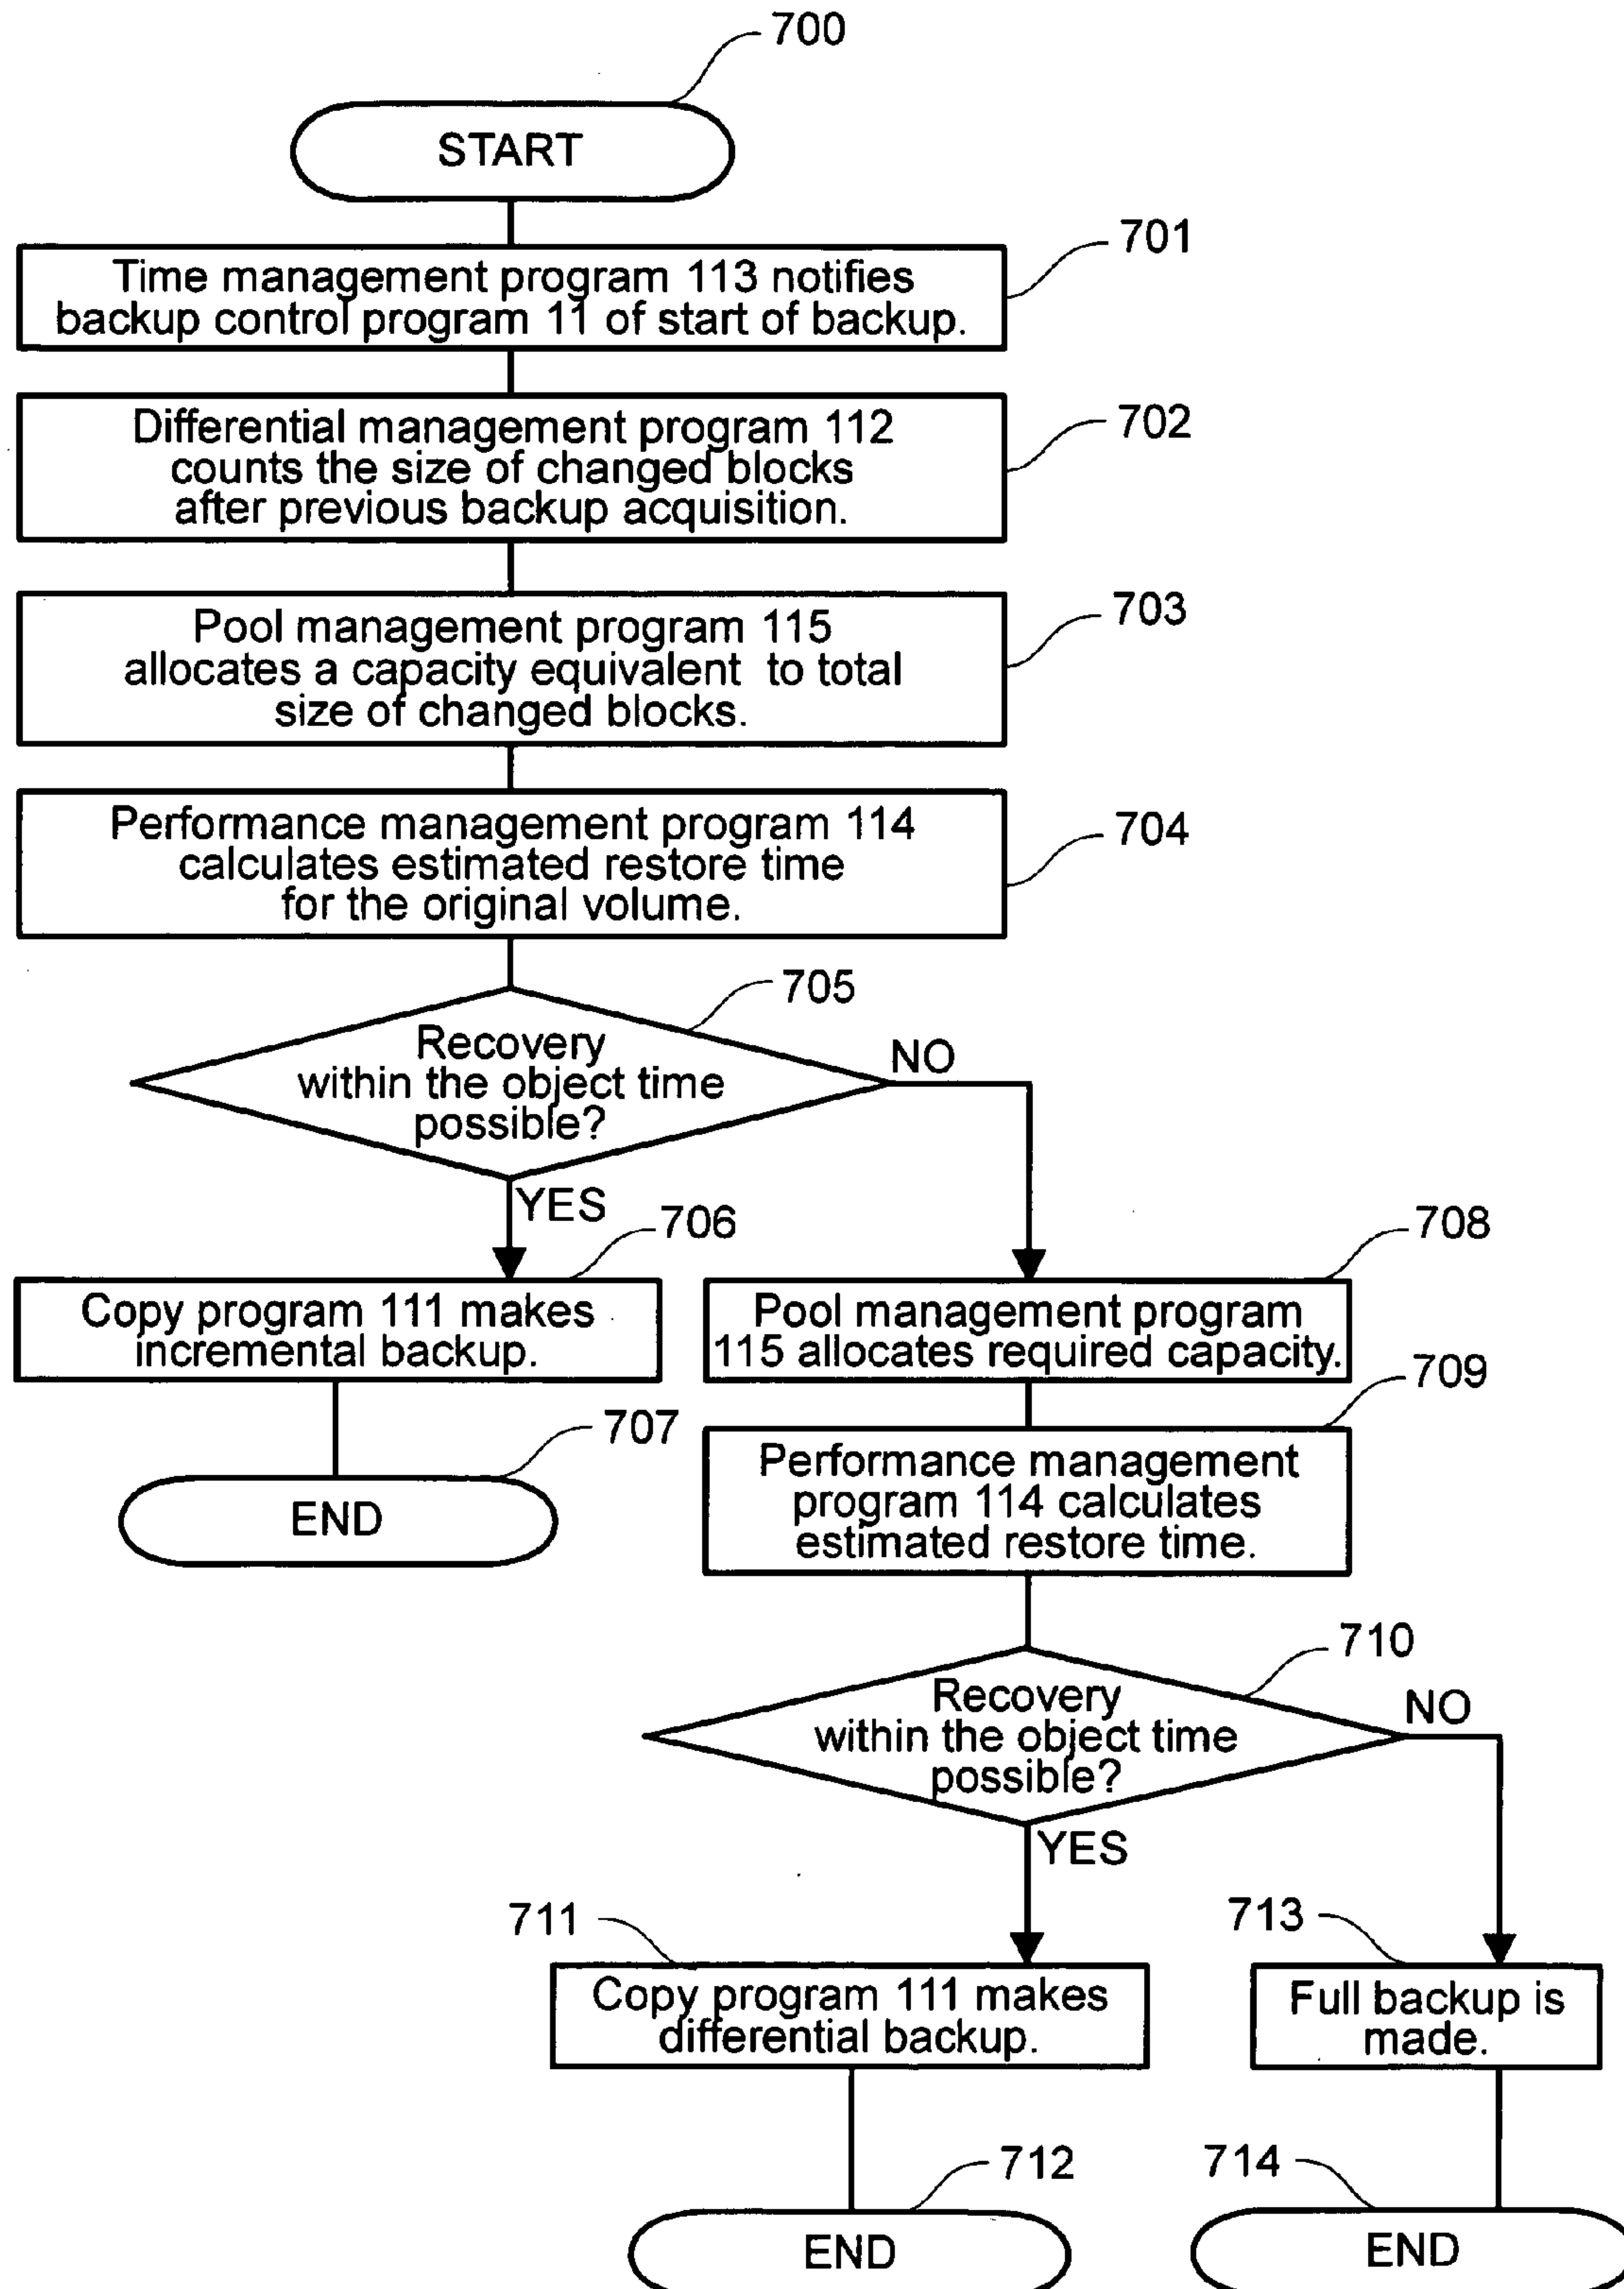 700
START
701
Time management program 113 notifies
backup control program 11 of start of backup.
702
Differential management program 112
counts the size of changed blocks
after previous backup acquisition.
703
Pool management program 115
allocates a capacity equivalent to total
size of changed blocks.
704
Performance management program 114
calculates estimated restore time
for the original volume.
705
Recovery
within the object time
possible?
NO
YES
706
Copy program 111 makes
incremental backup.
707
END
708
Pool management program
115 allocates required capacity.
709
Performance management
program 114 calculates
estimated restore time.
710
Recovery
within the object time
possible?
NO
YES
711
Copy program 111 makes
differential backup.
712
END
713
Full backup is
made.
714
END